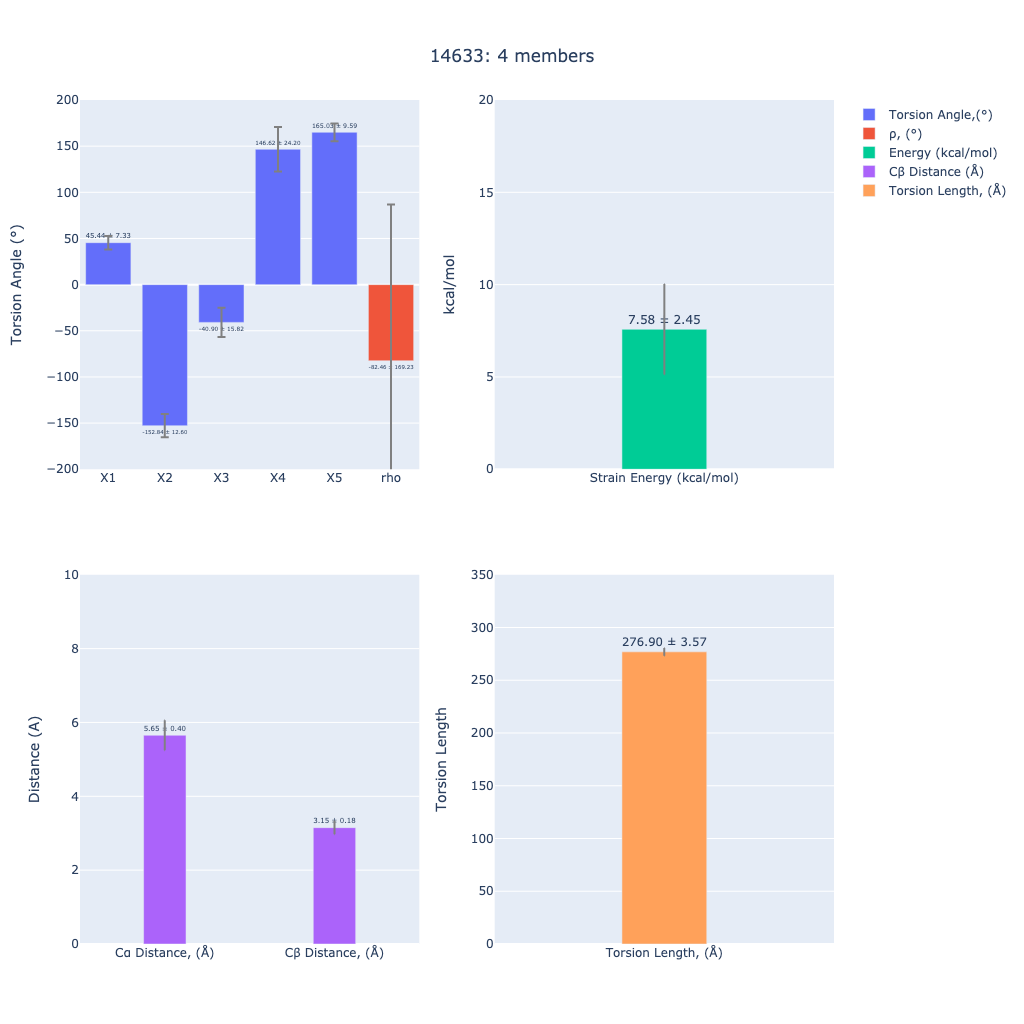 14633: 4 members
Torsion Angle (°)
200
150
100
50
0
−50
−100
−150
−200
45.44 ± 7.33
-152.84 ± 12.60
-40.90 ± 15.82
146.62 ± 24.20
165.03 ± 9.59
-82.46 ± 169.23
X1 X2 X3 X4 X5 rho
kcal/mol
20
15
10
5
0
7.58 ± 2.45
Strain Energy (kcal/mol)
Torsion Angle,(°)
ρ, (°)
Energy (kcal/mol)
Cβ Distance (Å)
Torsion Length, (Å)
Distance (A)
10
8
6
4
2
0
5.65 ± 0.40
3.15 ± 0.18
Cα Distance, (Å) Cβ Distance, (Å)
Torsion Length
350
300
250
200
150
100
50
0
276.90 ± 3.57
Torsion Length, (Å)